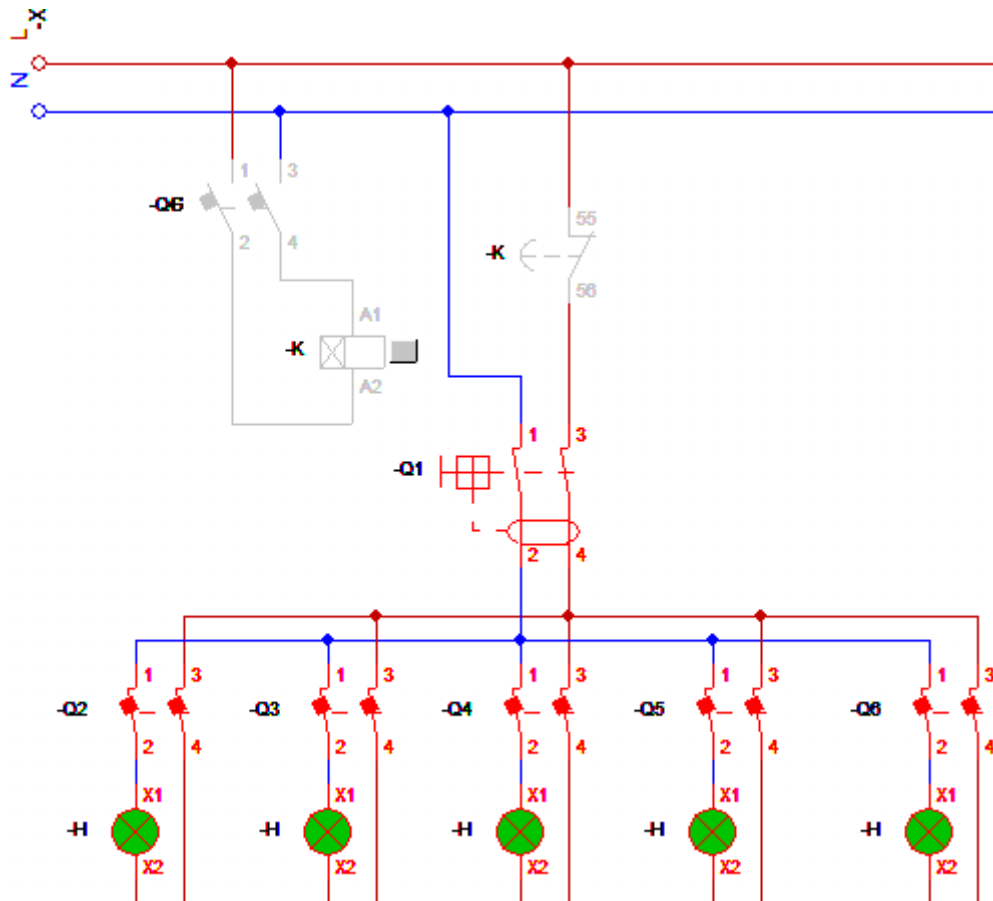 -X
L
N
1 3
-Q6
2 4
55
-K
56
A1
-K
A2
1 3
-Q1
2 4
1 3 1 3 1 3 1 3 1 3
-Q2 -Q3 -Q4 -Q5 -Q6
2 4 2 4 2 4 2 4 2 4
X1 X1 X1 X1 X1
-H -H -H -H -H
X2 X2 X2 X2 X2